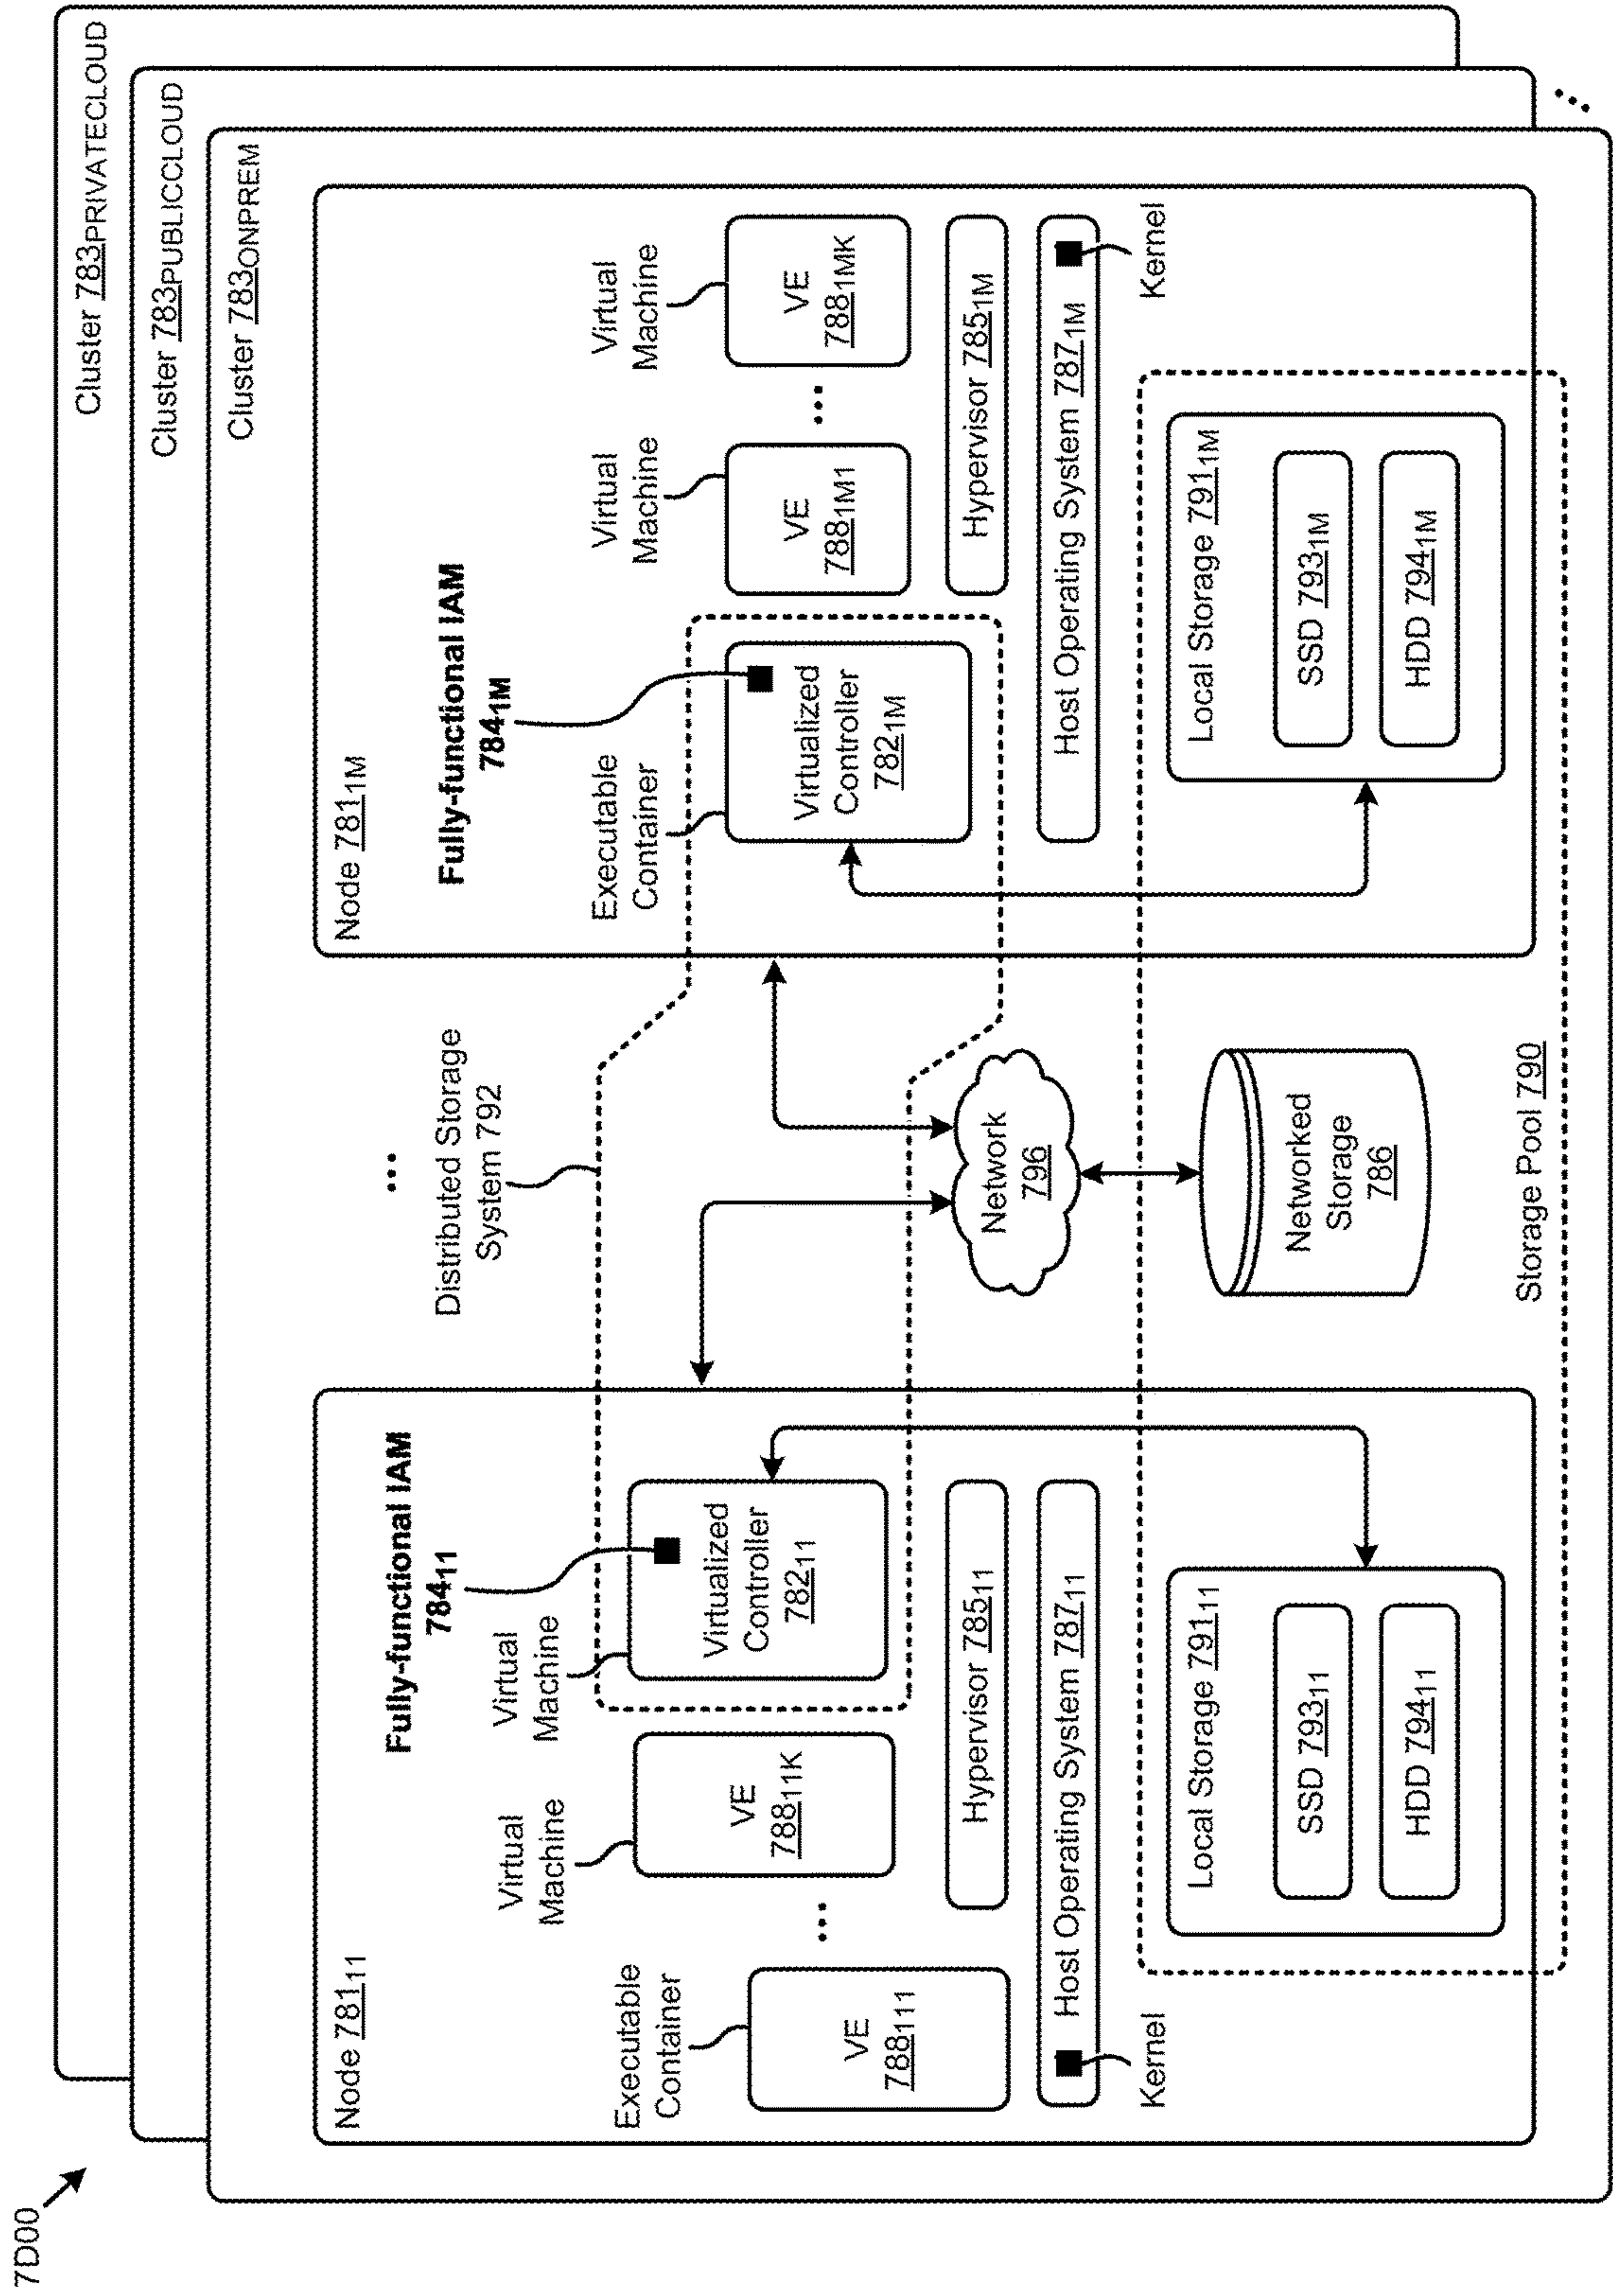 7D00
Cluster 783PRIVATECLOUD
Cluster 783PUBLICCLOUD
Cluster 783ONPREM
Node 78111
Fully-functional IAM
78411
Executable
Container
VE
788111
...
Virtual
Machine
VE
78811K
Virtual
Machine
Virtualized
Controller
78211
Hypervisor 78511
Host Operating System 78711
Kernel
Local Storage 79111
SSD 79311
HDD 79411
...
Distributed Storage
System 792
Network
796
Networked
Storage
786
Storage Pool 790
Node 7811M
Fully-functional IAM
7841M
Executable
Container
Virtualized
Controller
7821M
Virtual
Machine
VE
7881M1
...
Virtual
Machine
VE
7881MK
Hypervisor 7851M
Host Operating System 7871M
Kernel
Local Storage 7911M
SSD 7931M
HDD 7941M
...